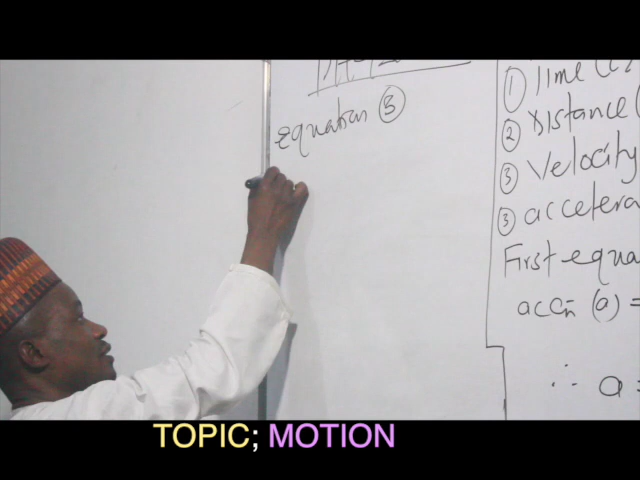 equation ③
① Time (
② Distance (
③ Velocity
③ accelera
First equa
accn (a) =
∴ a =
TOPIC; MOTION